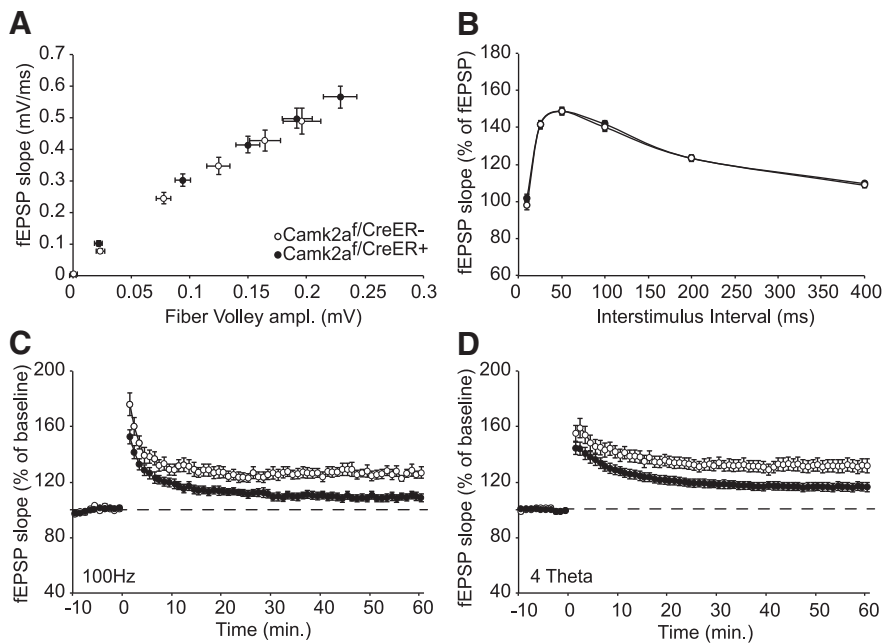 A
fEPSP slope (mV/ms)
0.7
0.6
0.5
0.4
0.3
0.2
0.1
0
0 0.05 0.1 0.15 0.2 0.25 0.3
Fiber Volley ampl. (mV)
○Camk2a^f/CreER-
●Camk2a^f/CreER+
B
fEPSP slope (% of fEPSP)
180
160
140
120
100
80
60
0 50 100 150 200 250 300 350 400
Interstimulus Interval (ms)
C
fEPSP slope (% of baseline)
200
160
120
80
40
100Hz
-10 0 10 20 30 40 50 60
Time (min.)
D
fEPSP slope (% of baseline)
200
160
120
80
40
4 Theta
-10 0 10 20 30 40 50 60
Time (min.)